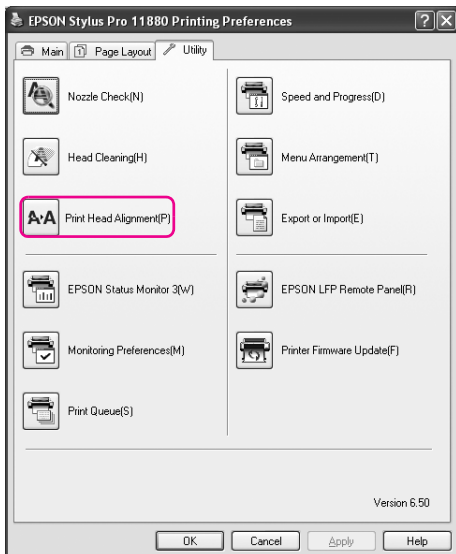 EPSON Stylus Pro 11880 Printing Preferences
Main
Page Layout
Utility
Nozzle Check(N)
Head Cleaning(H)
Print Head Alignment(P)
EPSON Status Monitor 3(W)
Monitoring Preferences(M)
Print Queue(S)
Speed and Progress(D)
Menu Arrangement(T)
Export or Import(E)
EPSON LFP Remote Panel(R)
Printer Firmware Update(F)
Version 6.50
OK
Cancel
Apply
Help